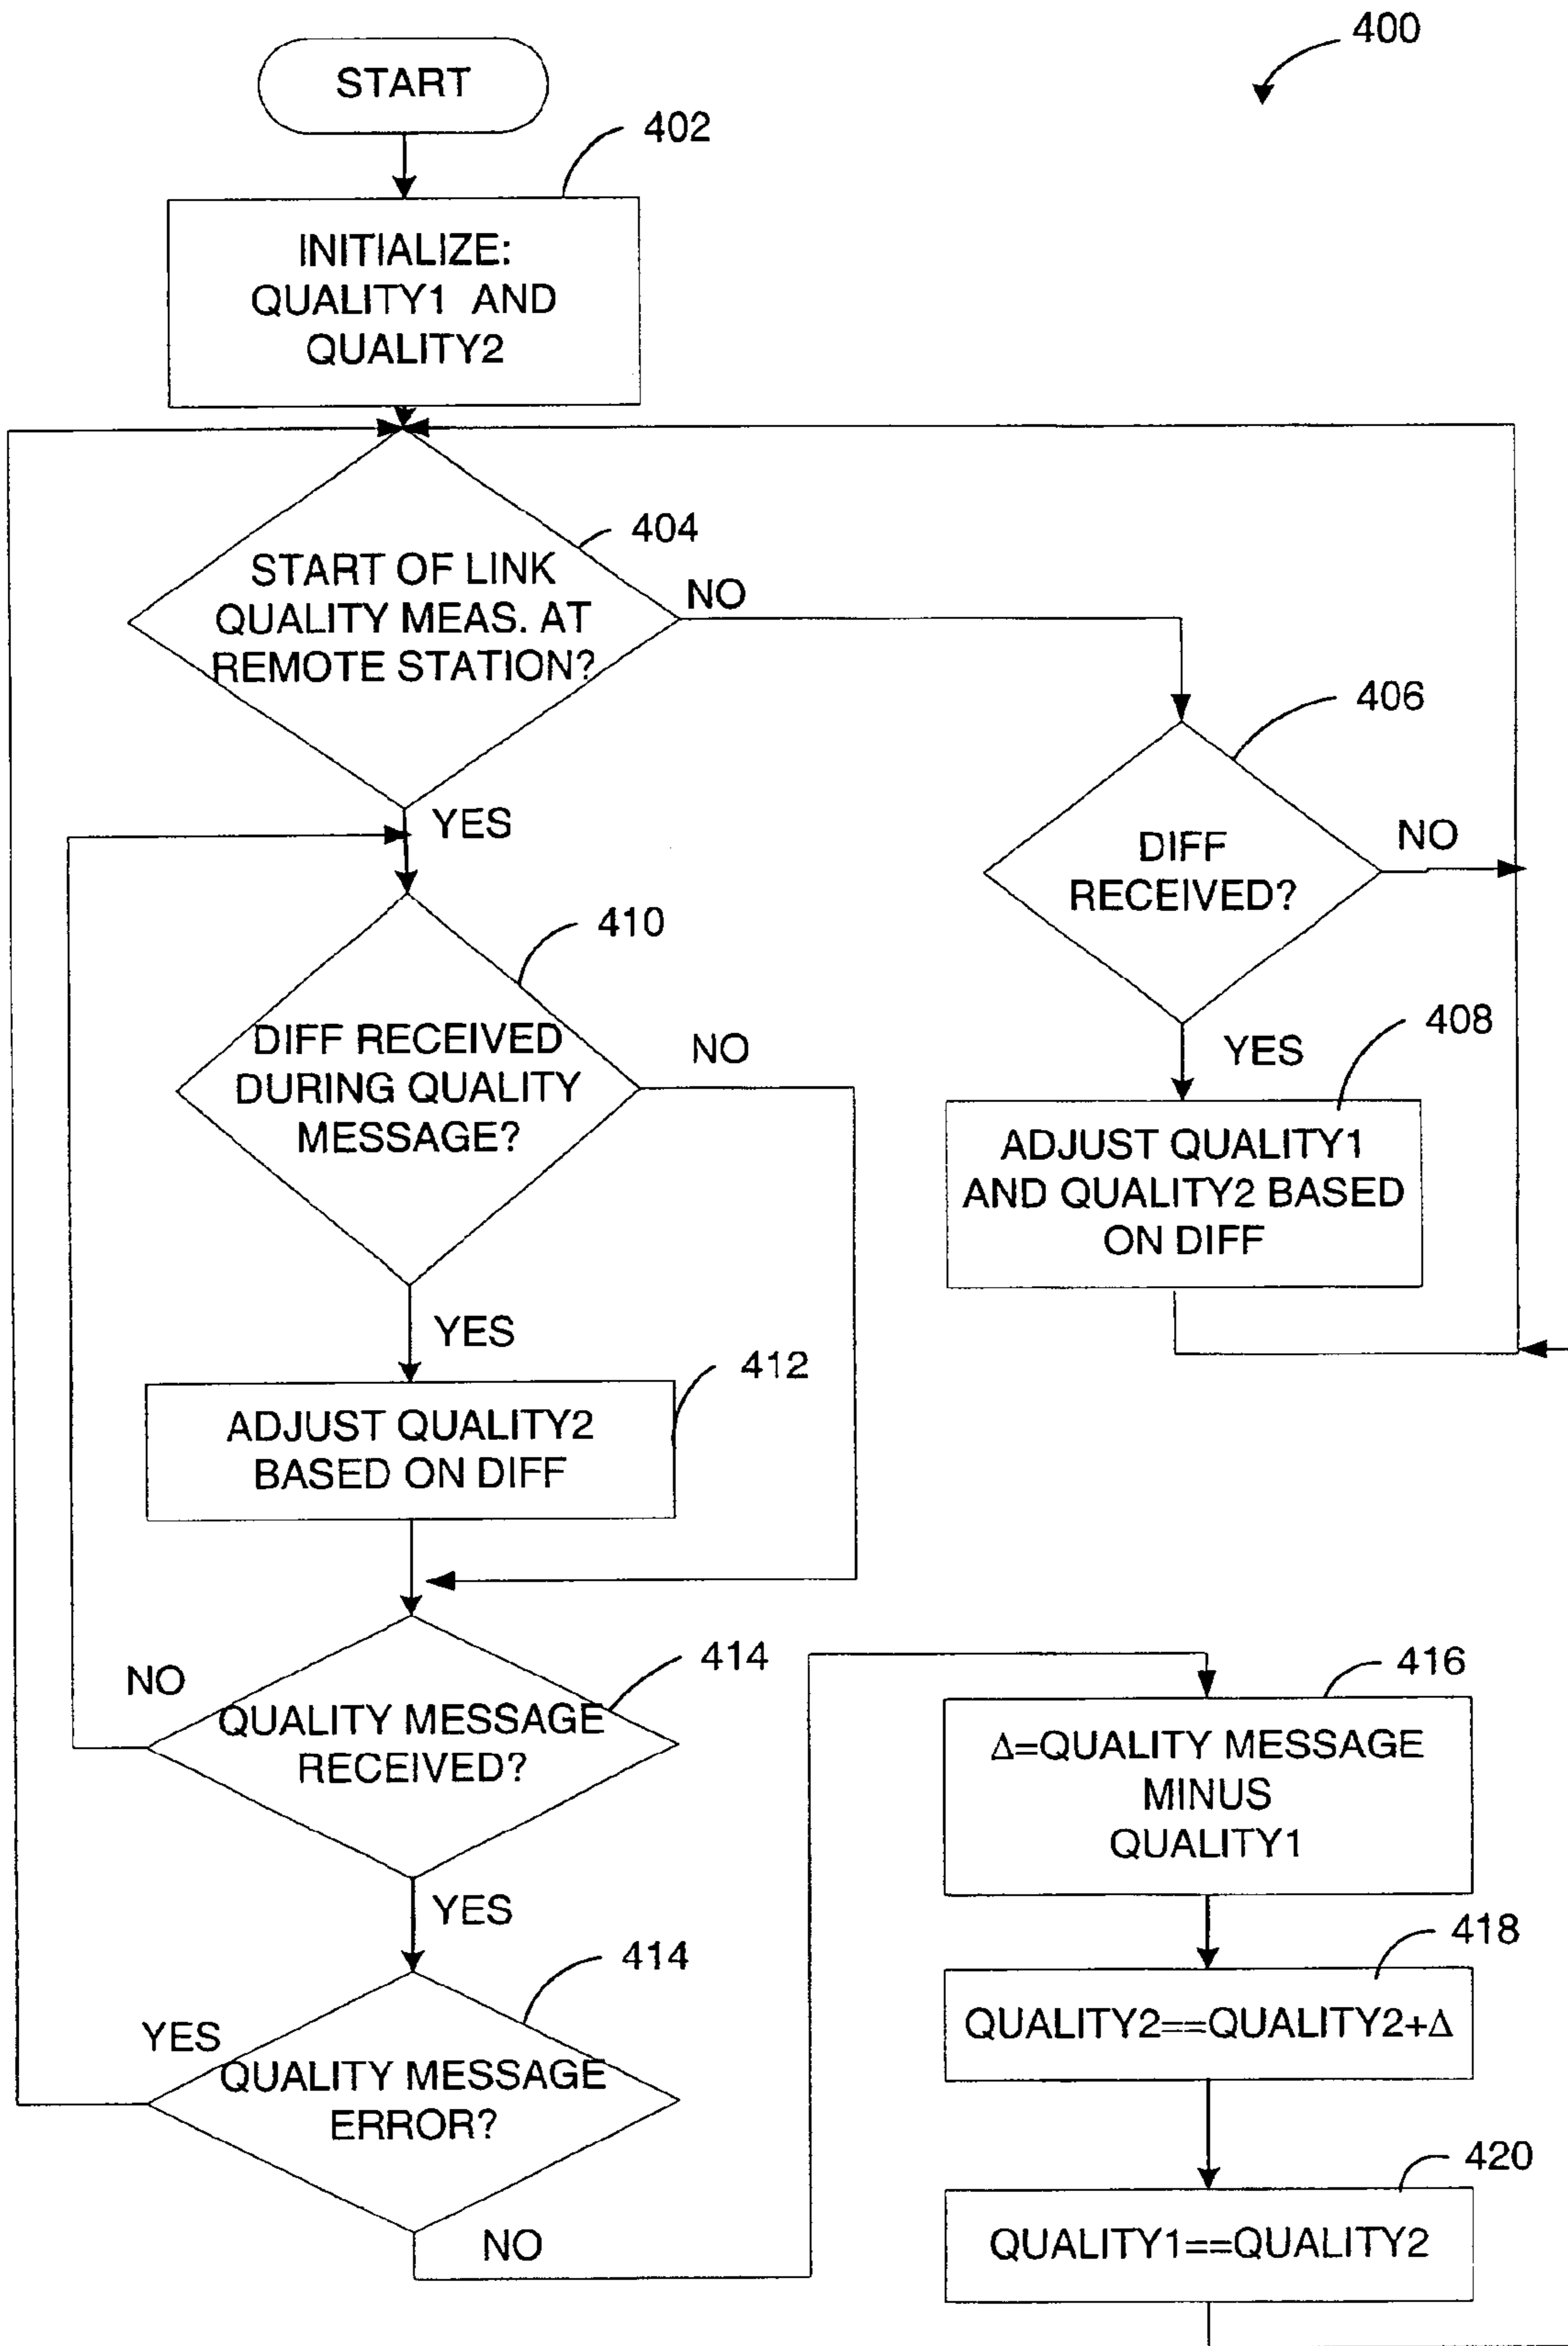 400
START
402
INITIALIZE:
QUALITY1 AND
QUALITY2
404
START OF LINK
QUALITY MEAS. AT
REMOTE STATION?
NO
YES
406
DIFF
RECEIVED?
NO
YES
408
ADJUST QUALITY1
AND QUALITY2 BASED
ON DIFF
410
DIFF RECEIVED
DURING QUALITY
MESSAGE?
NO
YES
412
ADJUST QUALITY2
BASED ON DIFF
414
QUALITY MESSAGE
RECEIVED?
NO
YES
414
QUALITY MESSAGE
ERROR?
YES
NO
416
Δ=QUALITY MESSAGE
MINUS
QUALITY1
418
QUALITY2==QUALITY2+Δ
420
QUALITY1==QUALITY2